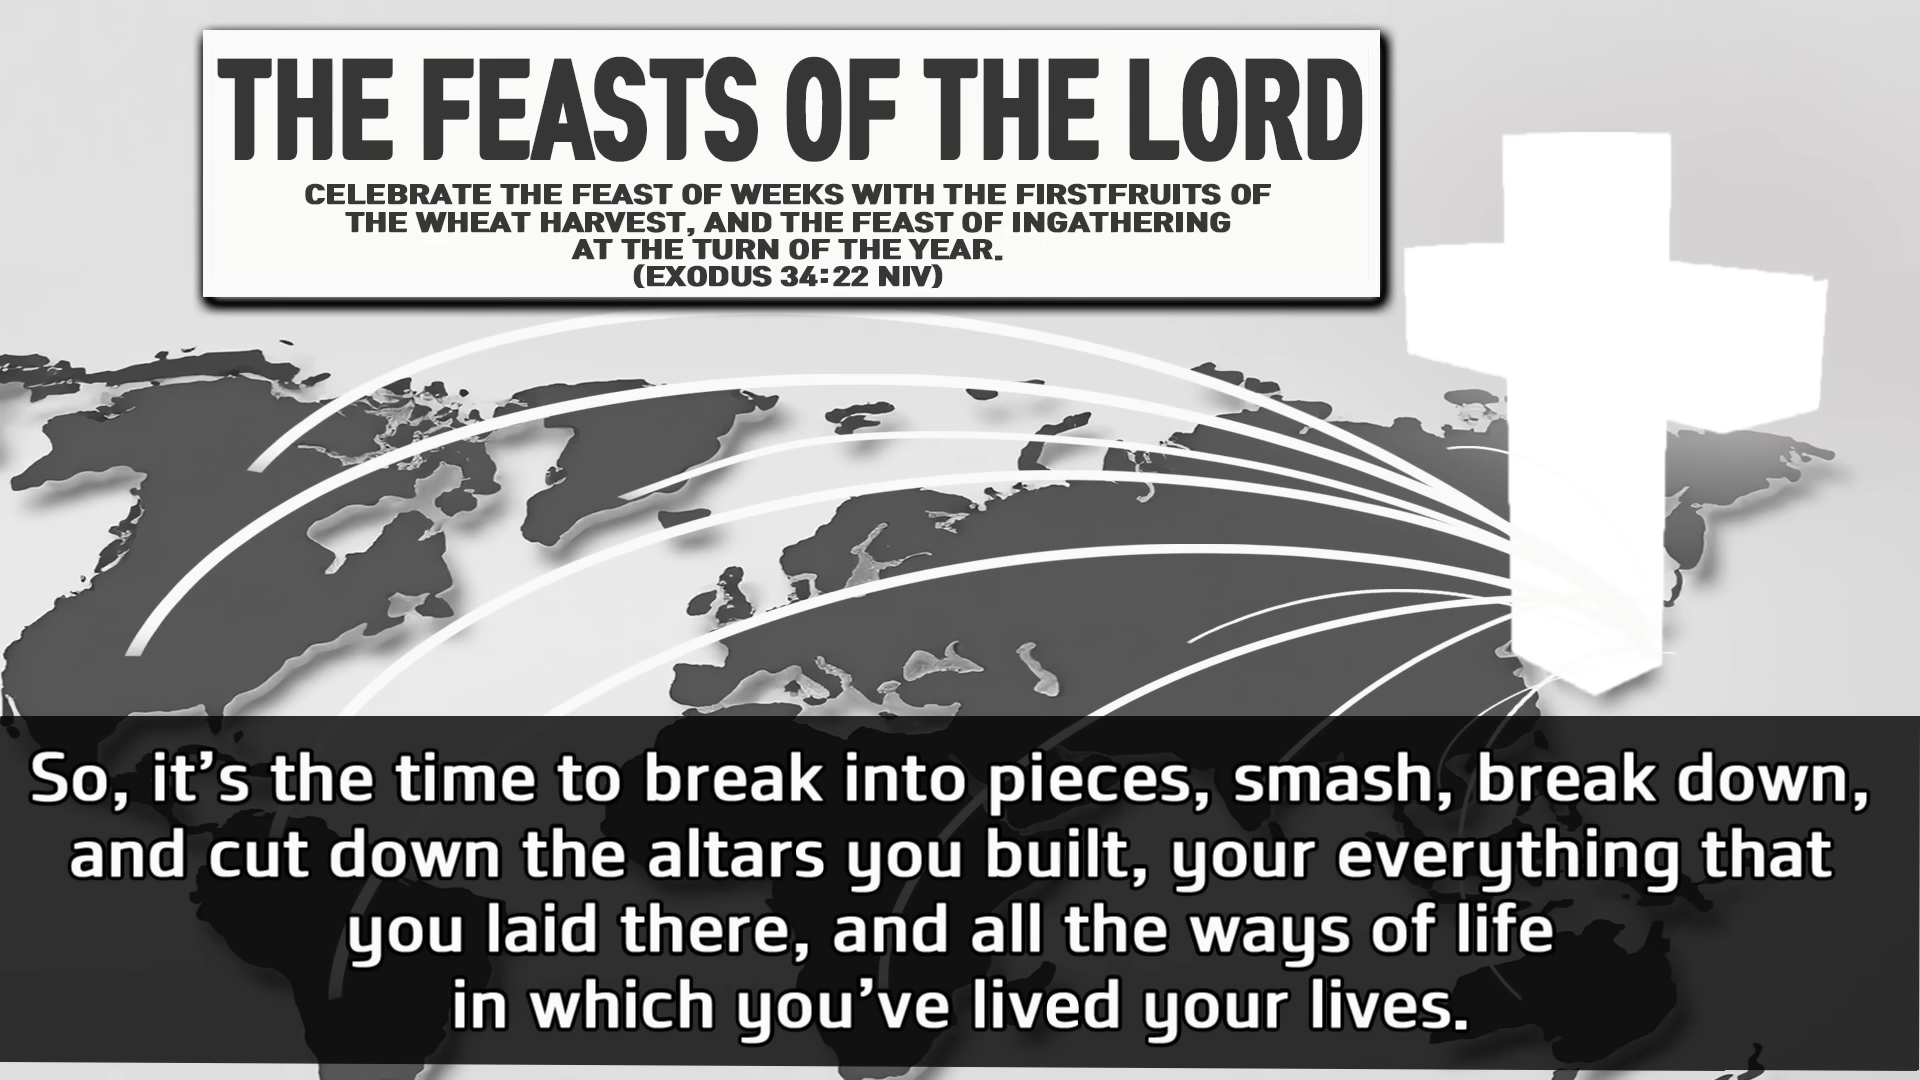 THE FEASTS OF THE LORD
CELEBRATE THE FEAST OF WEEKS WITH THE FIRSTFRUITS OF
THE WHEAT HARVEST, AND THE FEAST OF INGATHERING
AT THE TURN OF THE YEAR.
(EXODUS 34:22 NIV)
So, it's the time to break into pieces, smash, break down,
and cut down the altars you built, your everything that
you laid there, and all the ways of life
in which you've lived your lives.